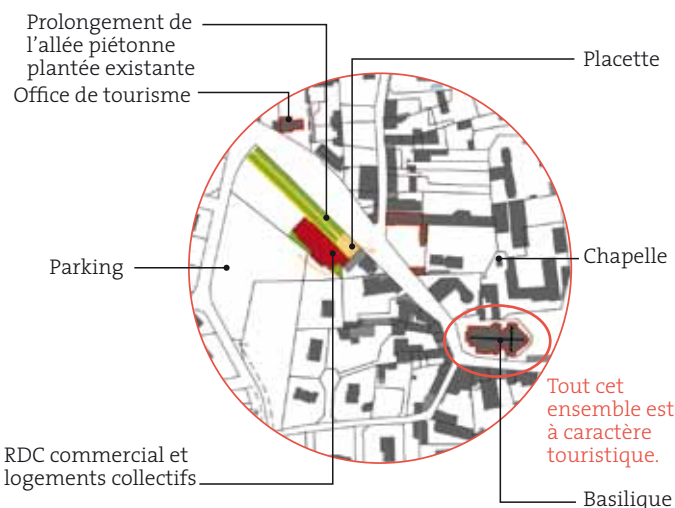 Prolongement de
l'allée piétonne
plantée existante
Office de tourisme
Placette
Parking
Chapelle
Tout cet
ensemble est
à caractère
touristique.
RDC commercial et
logements collectifs
Basilique